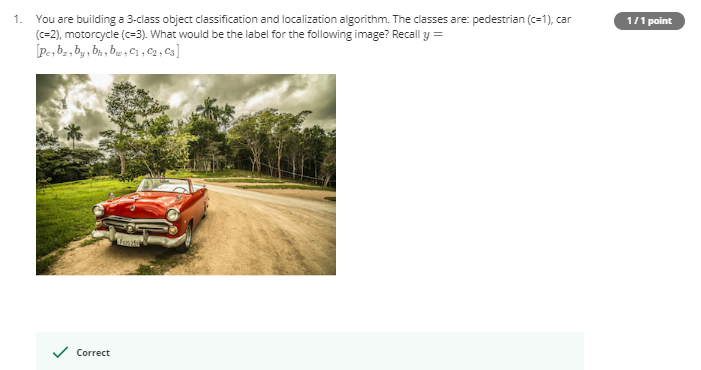 1. You are building a 3-class object classification and localization algorithm. The classes are: pedestrian (c=1), car
(c=2), motorcycle (c=3). What would be the label for the following image? Recall y =
[p_c, b_x, b_y, b_h, b_w, c_1, c_2, c_3]
1 / 1 point
Correct